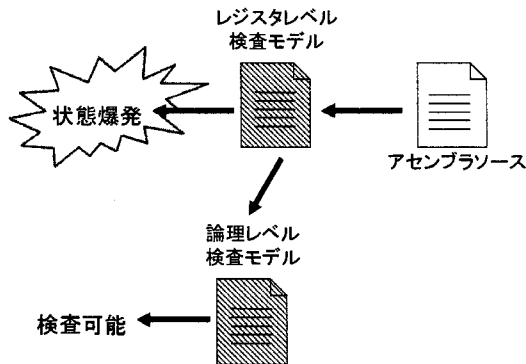 レジスタレベル
検査モデル
状態爆発
アセンブラソース
論理レベル
検査モデル
検査可能